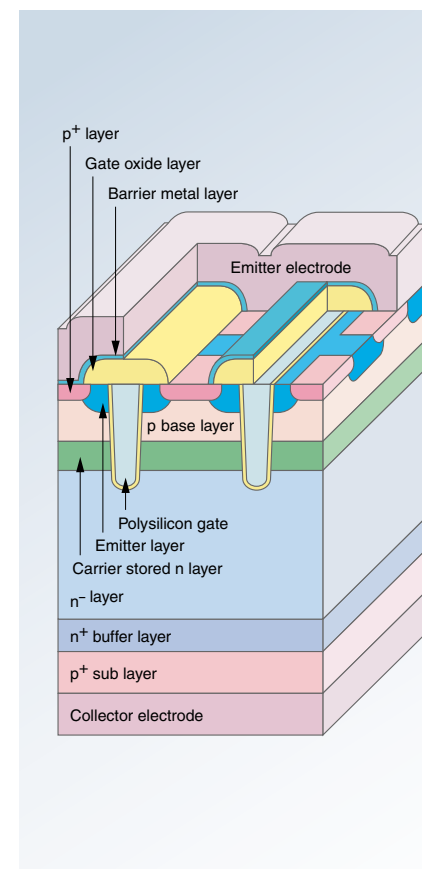 p+ layer
Gate oxide layer
Barrier metal layer
Emitter electrode
p base layer
Polysilicon gate
Emitter layer
Carrier stored n layer
n– layer
n+ buffer layer
p+ sub layer
Collector electrode